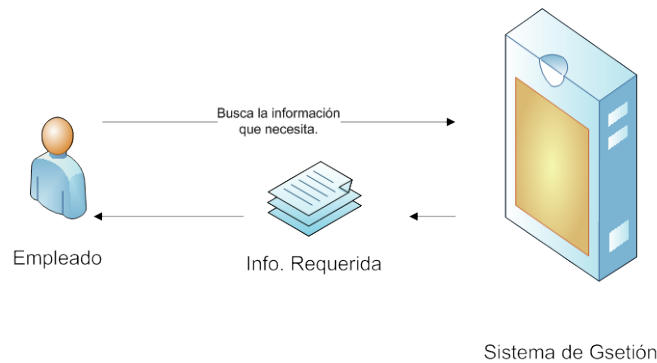 Busca la información
que necesita.
Empleado
Info. Requerida
Sistema de Gsetión